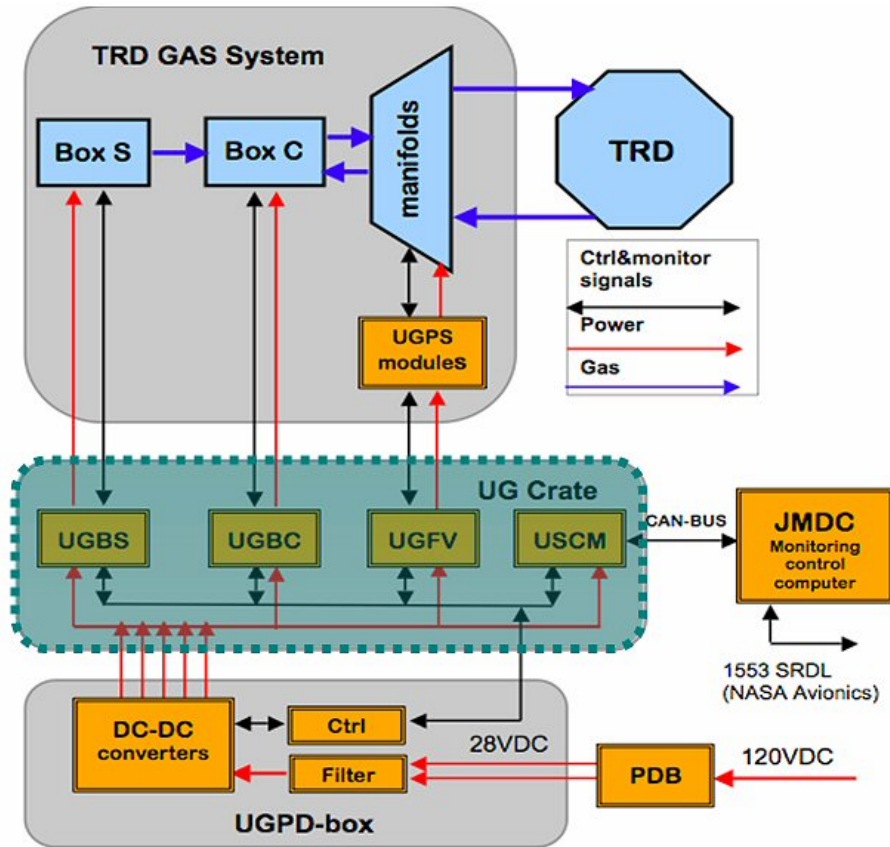 TRD GAS System
Box S
Box C
manifolds
TRD
Ctrl&monitor
signals
Power
Gas
UGPS
modules
UG Crate
UGBS
UGBC
UGFV
USCM
CAN-BUS
JMDC
Monitoring
control
computer
1553 SRDL
(NASA Avionics)
DC-DC
converters
Ctrl
Filter
28VDC
PDB
120VDC
UGPD-box